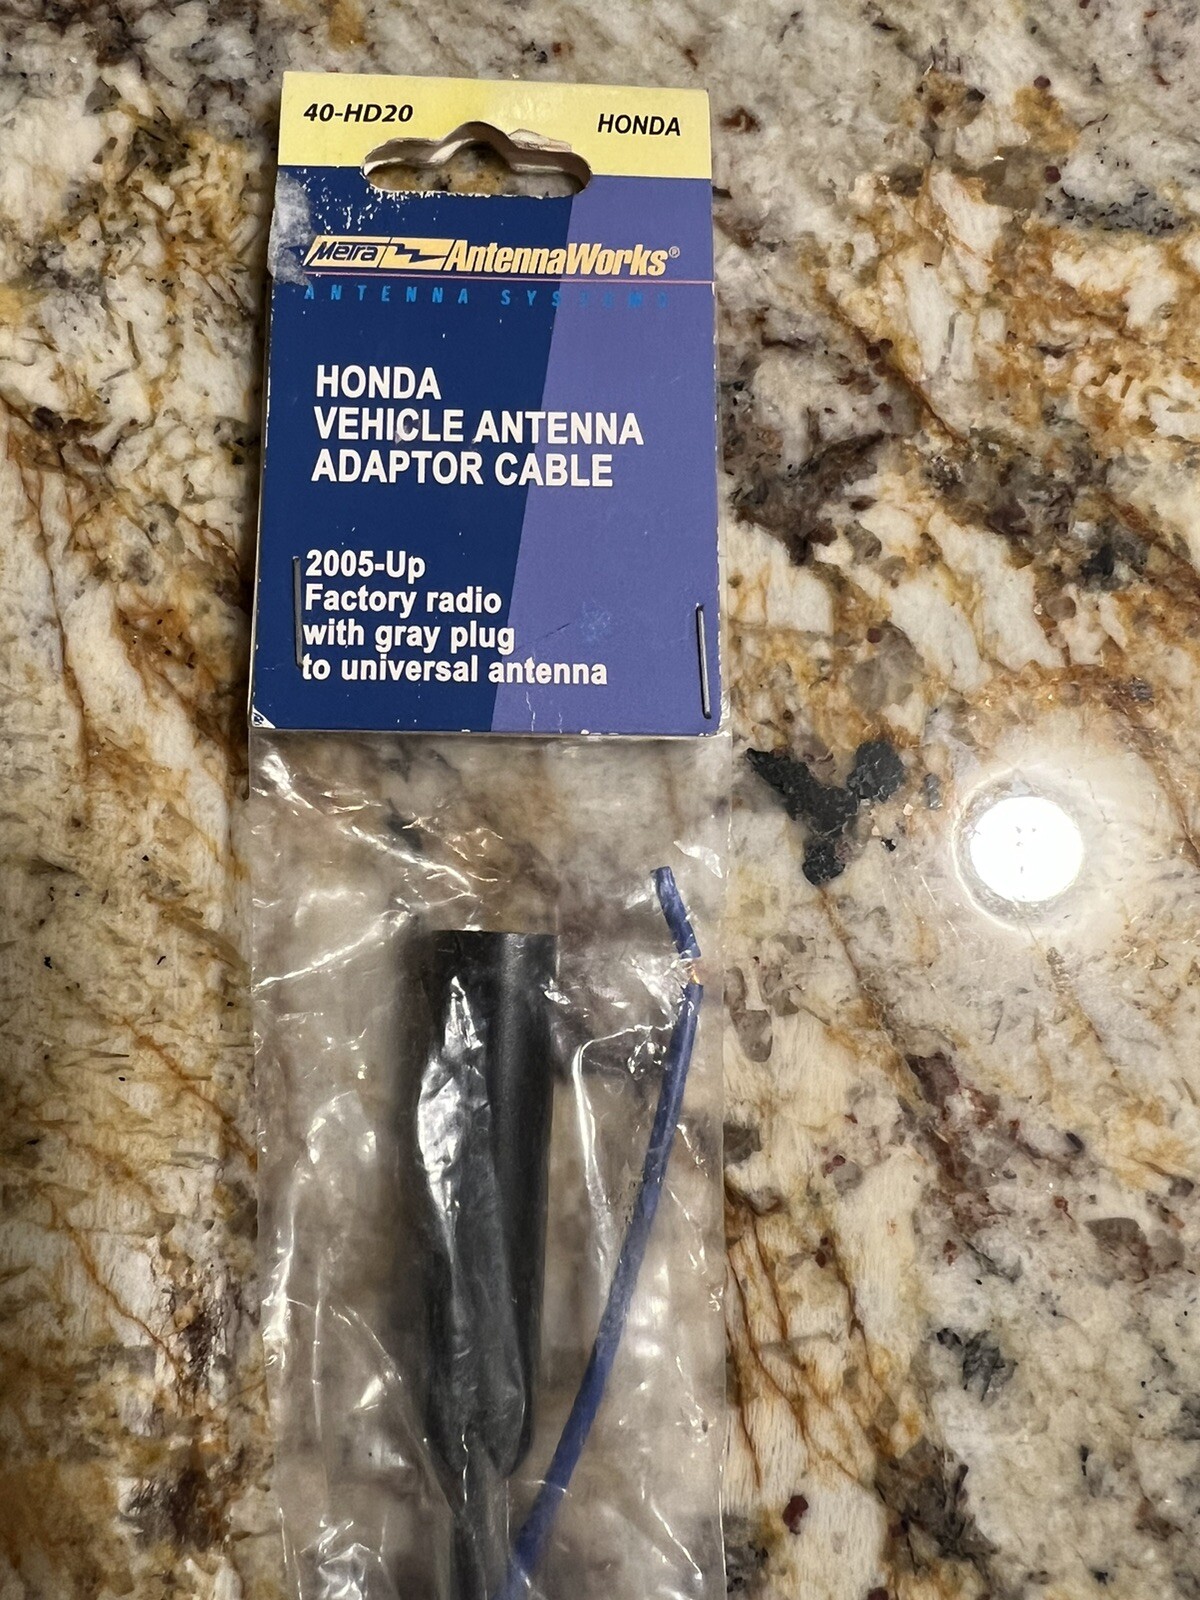 40-HD20 HONDA
Metra AntennaWorks®
ANTENNA SYSTEMS
HONDA
VEHICLE ANTENNA
ADAPTOR CABLE
2005-Up
Factory radio
with gray plug
to universal antenna